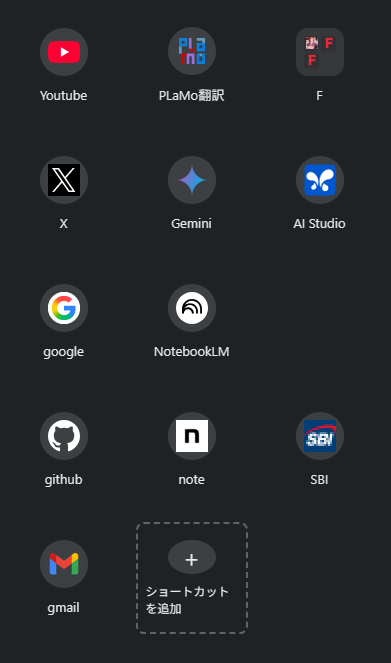 Youtube
PLaMo翻訳
F
X
Gemini
AI Studio
google
NotebookLM
github
n
note
SBI
SBI
gmail
+
ショートカット
を追加